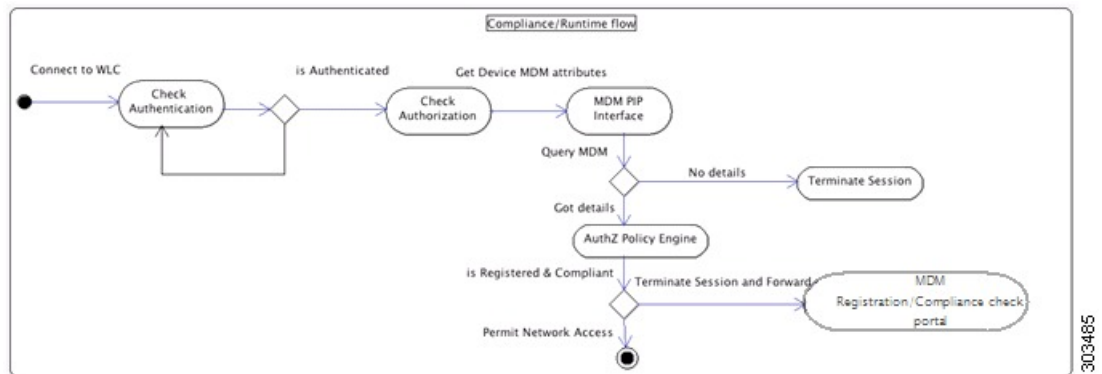 Compliance/Runtime flow
Connect to WLC
is Authenticated
Get Device MDM attributes
Check
Authentication
Check
Authorization
MDM PIP
Interface
Query MDM
No details
Terminate Session
Got details
AuthZ Policy Engine
is Registered & Compliant
Terminate Session and Forward
MDM
Registration/Compliance check
portal
Permit Network Access
303485